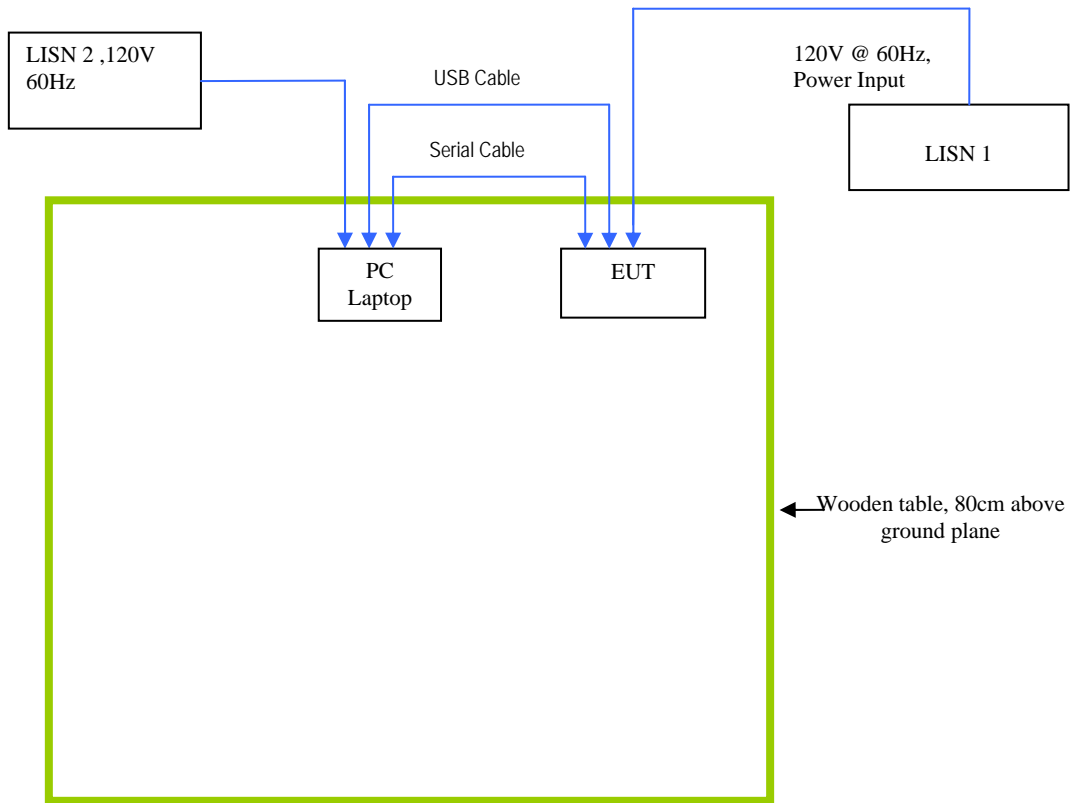 LISN 2 ,120V
60Hz
USB Cable
Serial Cable
120V @ 60Hz,
Power Input
LISN 1
PC
Laptop
EUT
Wooden table, 80cm above
ground plane